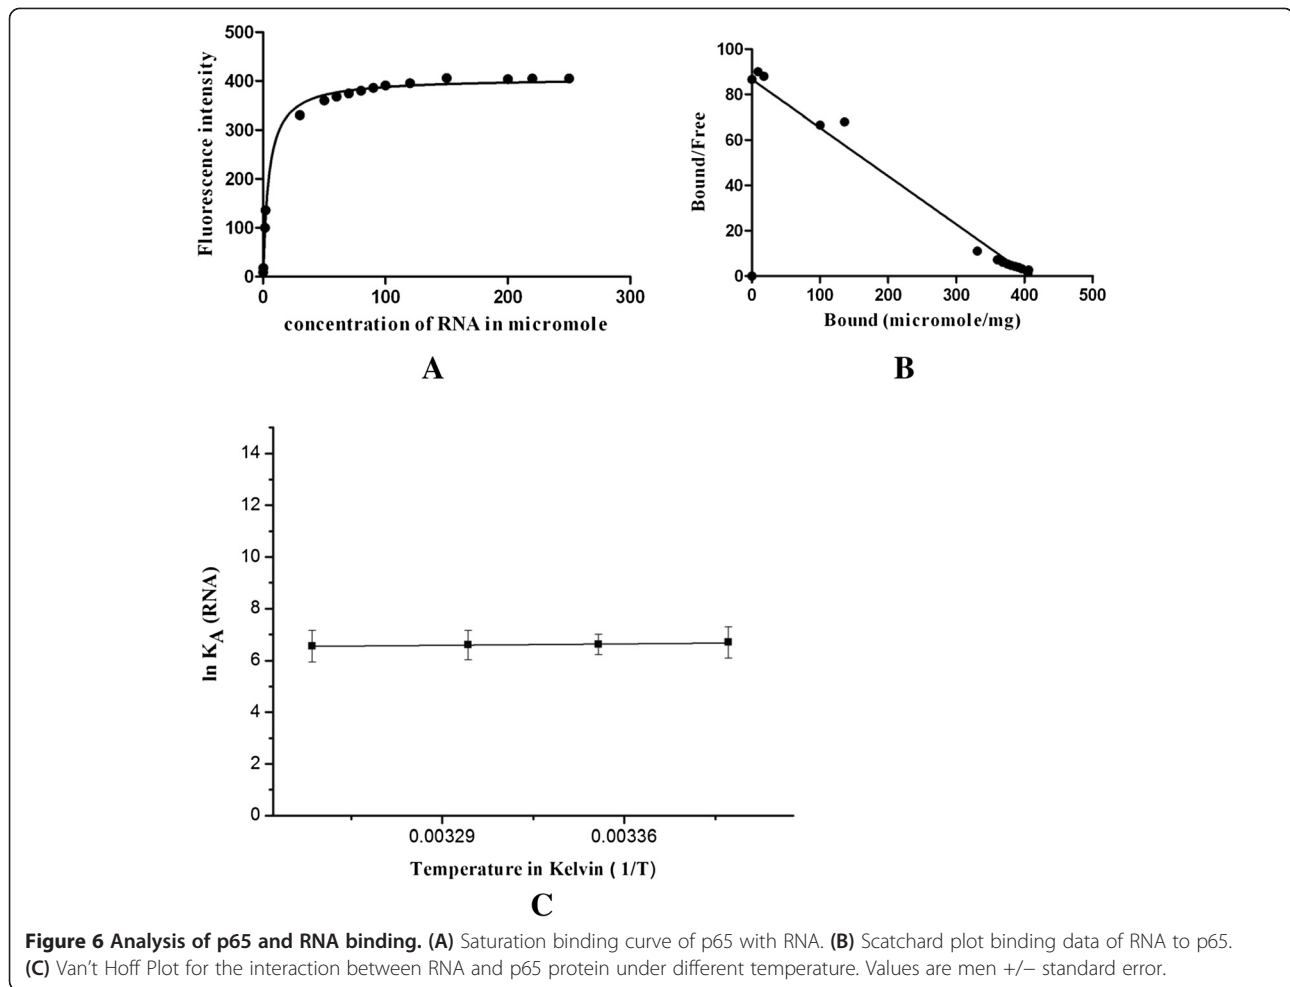 500
400
300
200
100
0
Fluorescence intensity
0 100 200 300
concentration of RNA in micromole
A
100
80
60
40
20
0
Bound/Free
0 100 200 300 400 500
Bound (micromole/mg)
B
14
12
10
8
6
4
2
0
ln KA (RNA)
0.00329 0.00336
Temperature in Kelvin ( 1/T)
C
Figure 6 Analysis of p65 and RNA binding. (A) Saturation binding curve of p65 with RNA. (B) Scatchard plot binding data of RNA to p65.
(C) Van’t Hoff Plot for the interaction between RNA and p65 protein under different temperature. Values are men +/− standard error.